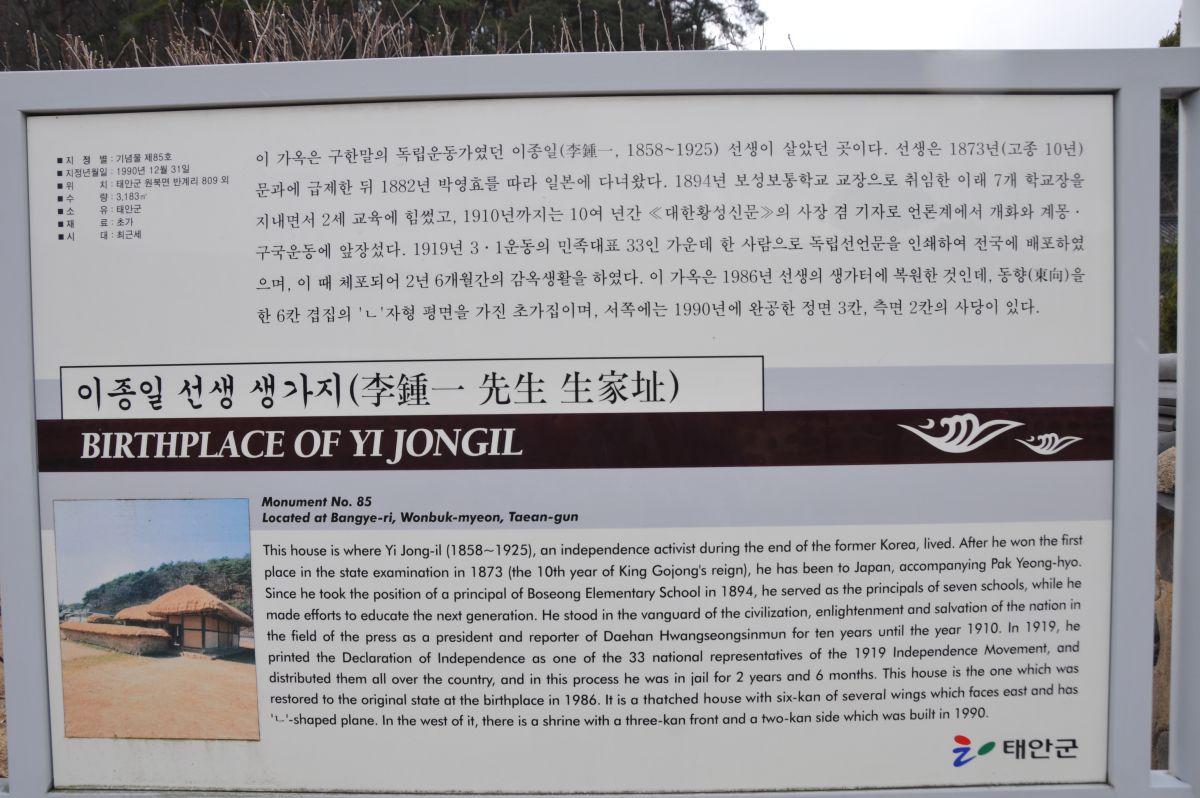 ■ 지 정 별 : 기념물 제85호
■ 지정년월일 : 1990년 12월 31일
■ 위 치 : 태안군 원북면 반계리 809 외
■ 수 량 : 3,183㎡
■ 소 유 : 태안군
■ 재 료 : 초가
■ 시 대 : 최근세
이 가옥은 구한말의 독립운동가였던 이종일(李鍾一, 1858~1925) 선생이 살았던 곳이다. 선생은 1873년(고종 10년)
문과에 급제한 뒤 1882년 박영효를 따라 일본에 다녀왔다. 1894년 보성보통학교 교장으로 취임한 이래 7개 학교장을
지내면서 2세 교육에 힘썼고, 1910년까지는 10여 년간 ≪대한황성신문≫의 사장 겸 기자로 언론계에서 개화와 계몽·
구국운동에 앞장섰다. 1919년 3·1운동의 민족대표 33인 가운데 한 사람으로 독립선언문을 인쇄하여 전국에 배포하였
으며, 이 때 체포되어 2년 6개월간의 감옥생활을 하였다. 이 가옥은 1986년 선생의 생가터에 복원한 것인데, 동향(東向)을
한 6칸 겹집의 'ㄴ'자형 평면을 가진 초가집이며, 서쪽에는 1990년에 완공한 정면 3칸, 측면 2칸의 사당이 있다.
이종일 선생 생가지(李鍾一 先生 生家址)
BIRTHPLACE OF YI JONGIL
Monument No. 85
Located at Bangye-ri, Wonbuk-myeon, Taean-gun
This house is where Yi Jong-il (1858~1925), an independence activist during the end of the former Korea, lived. After he won the first
place in the state examination in 1873 (the 10th year of King Gojong's reign), he has been to Japan, accompanying Pak Yeong-hyo.
Since he took the position of a principal of Boseong Elementary School in 1894, he served as the principals of seven schools, while he
made efforts to educate the next generation. He stood in the vanguard of the civilization, enlightenment and salvation of the nation in
the field of the press as a president and reporter of Daehan Hwangseongsinmun for ten years until the year 1910. In 1919, he
printed the Declaration of Independence as one of the 33 national representatives of the 1919 Independence Movement, and
distributed them all over the country, and in this process he was in jail for 2 years and 6 months. This house is the one which was
restored to the original state at the birthplace in 1986. It is a thatched house with six-kan of several wings which faces east and has
'ㄴ'-shaped plane. In the west of it, there is a shrine with a three-kan front and a two-kan side which was built in 1990.
태안군